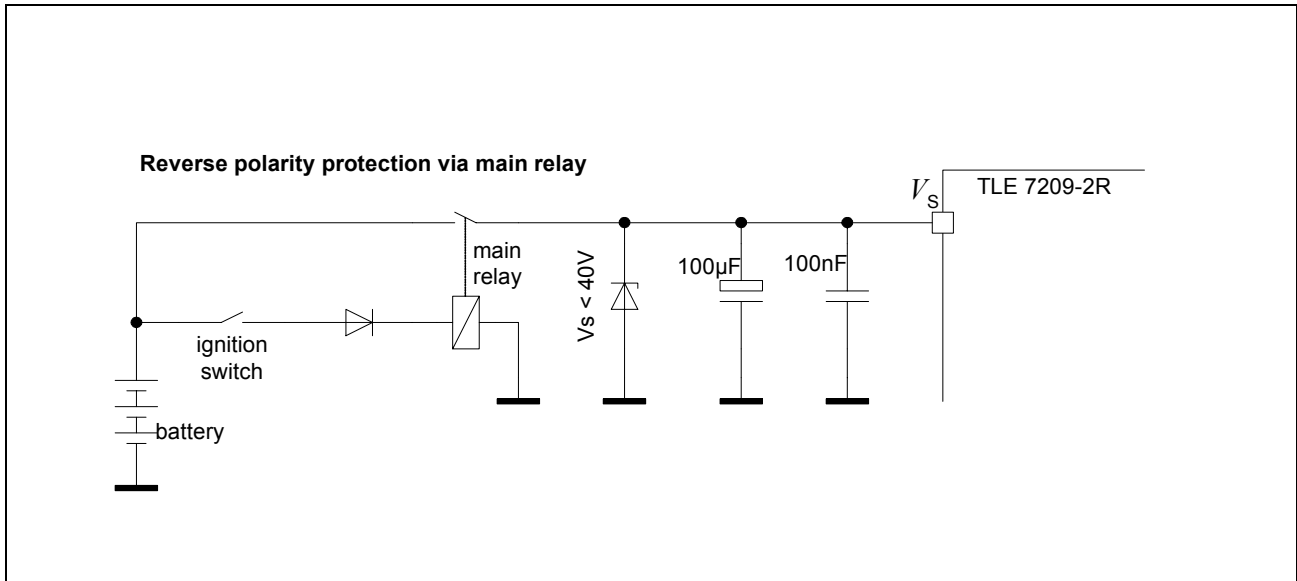 Reverse polarity protection via main relay
VS
TLE 7209-2R
main
relay
Vs < 40V
100µF
100nF
ignition
switch
battery